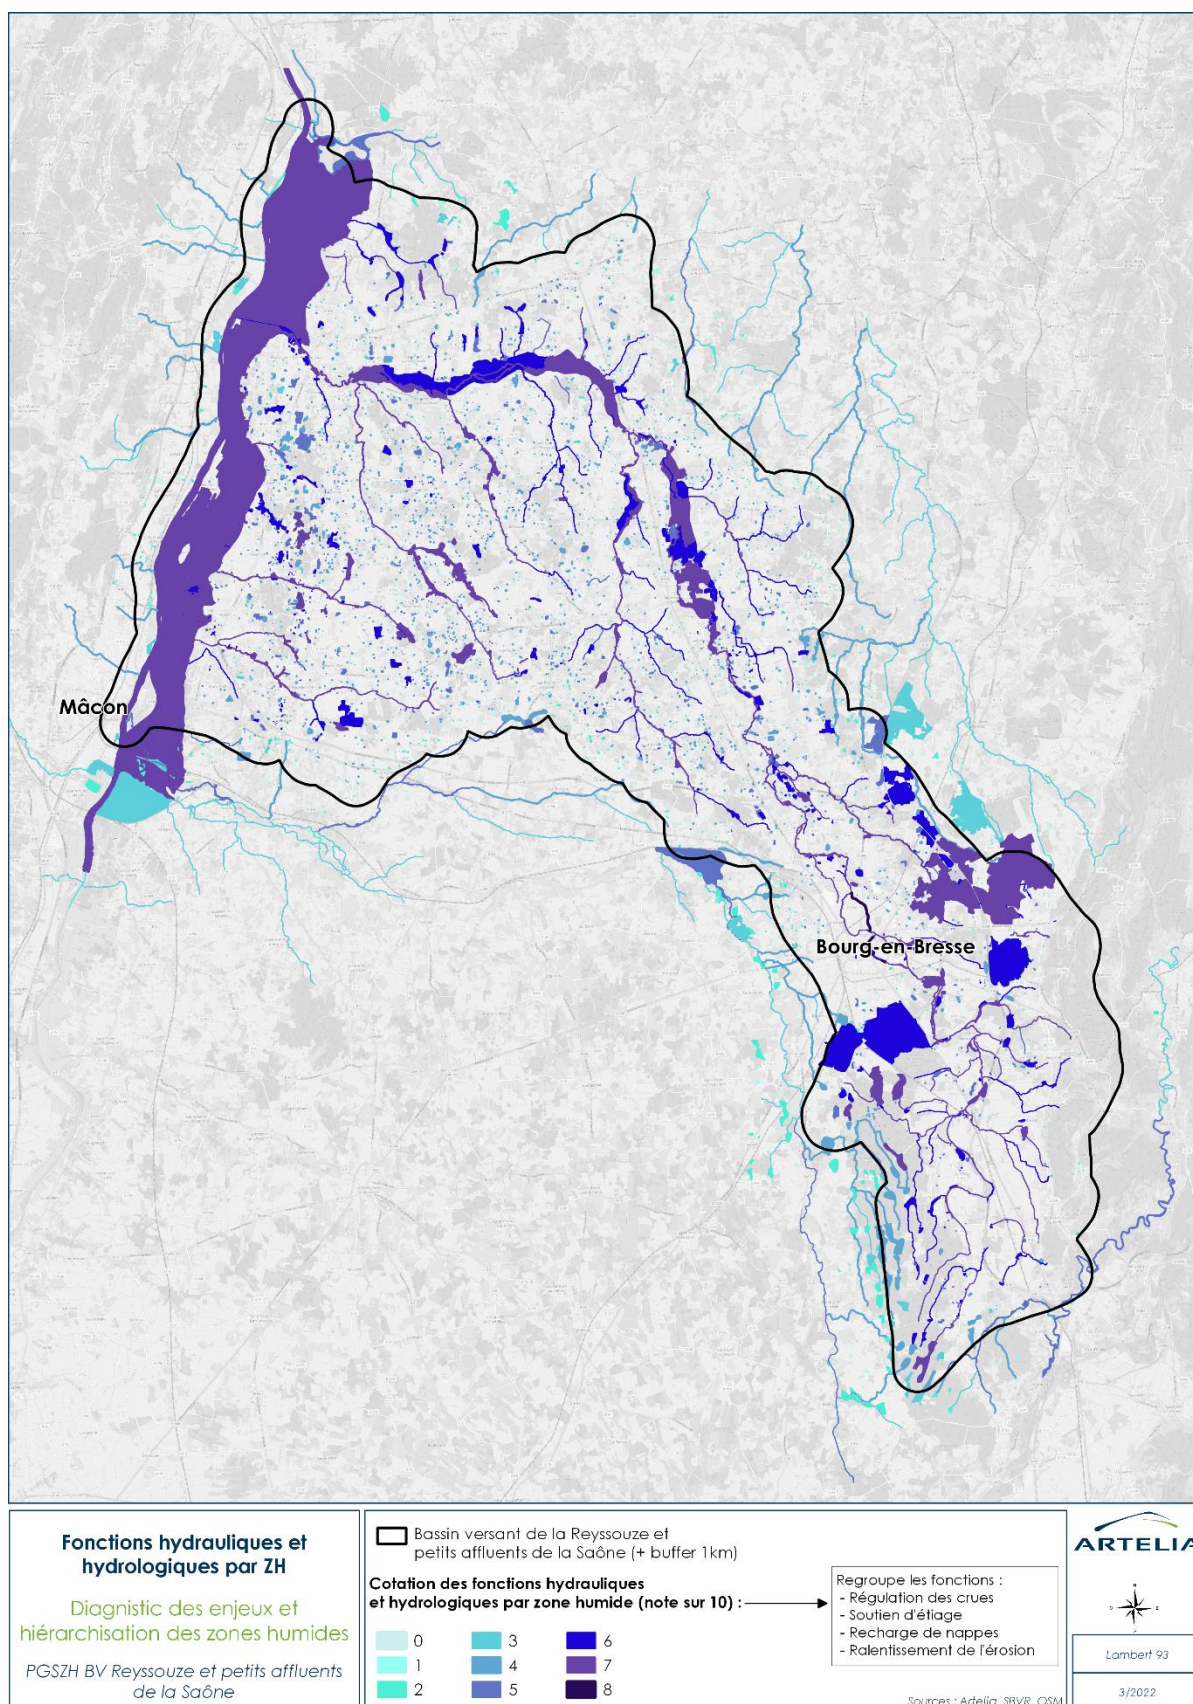 Mâcon
Bourg-en-Bresse
Fonctions hydrauliques et
hydrologiques par ZH
Diagnistic des enjeux et
hiérarchisation des zones humides
PGSZH BV Reyssouze et petits affluents
de la Saône
Bassin versant de la Reyssouze et
petits affluents de la Saône (+ buffer 1km)
Cotation des fonctions hydrauliques
et hydrologiques par zone humide (note sur 10) :
0
1
2
3
4
5
6
7
8
Regroupe les fonctions :
- Régulation des crues
- Soutien d'étiage
- Recharge de nappes
- Ralentissement de l'érosion
Sources : Artelia, SBVR, OSM
ARTELIA
Lambert 93
3/2022